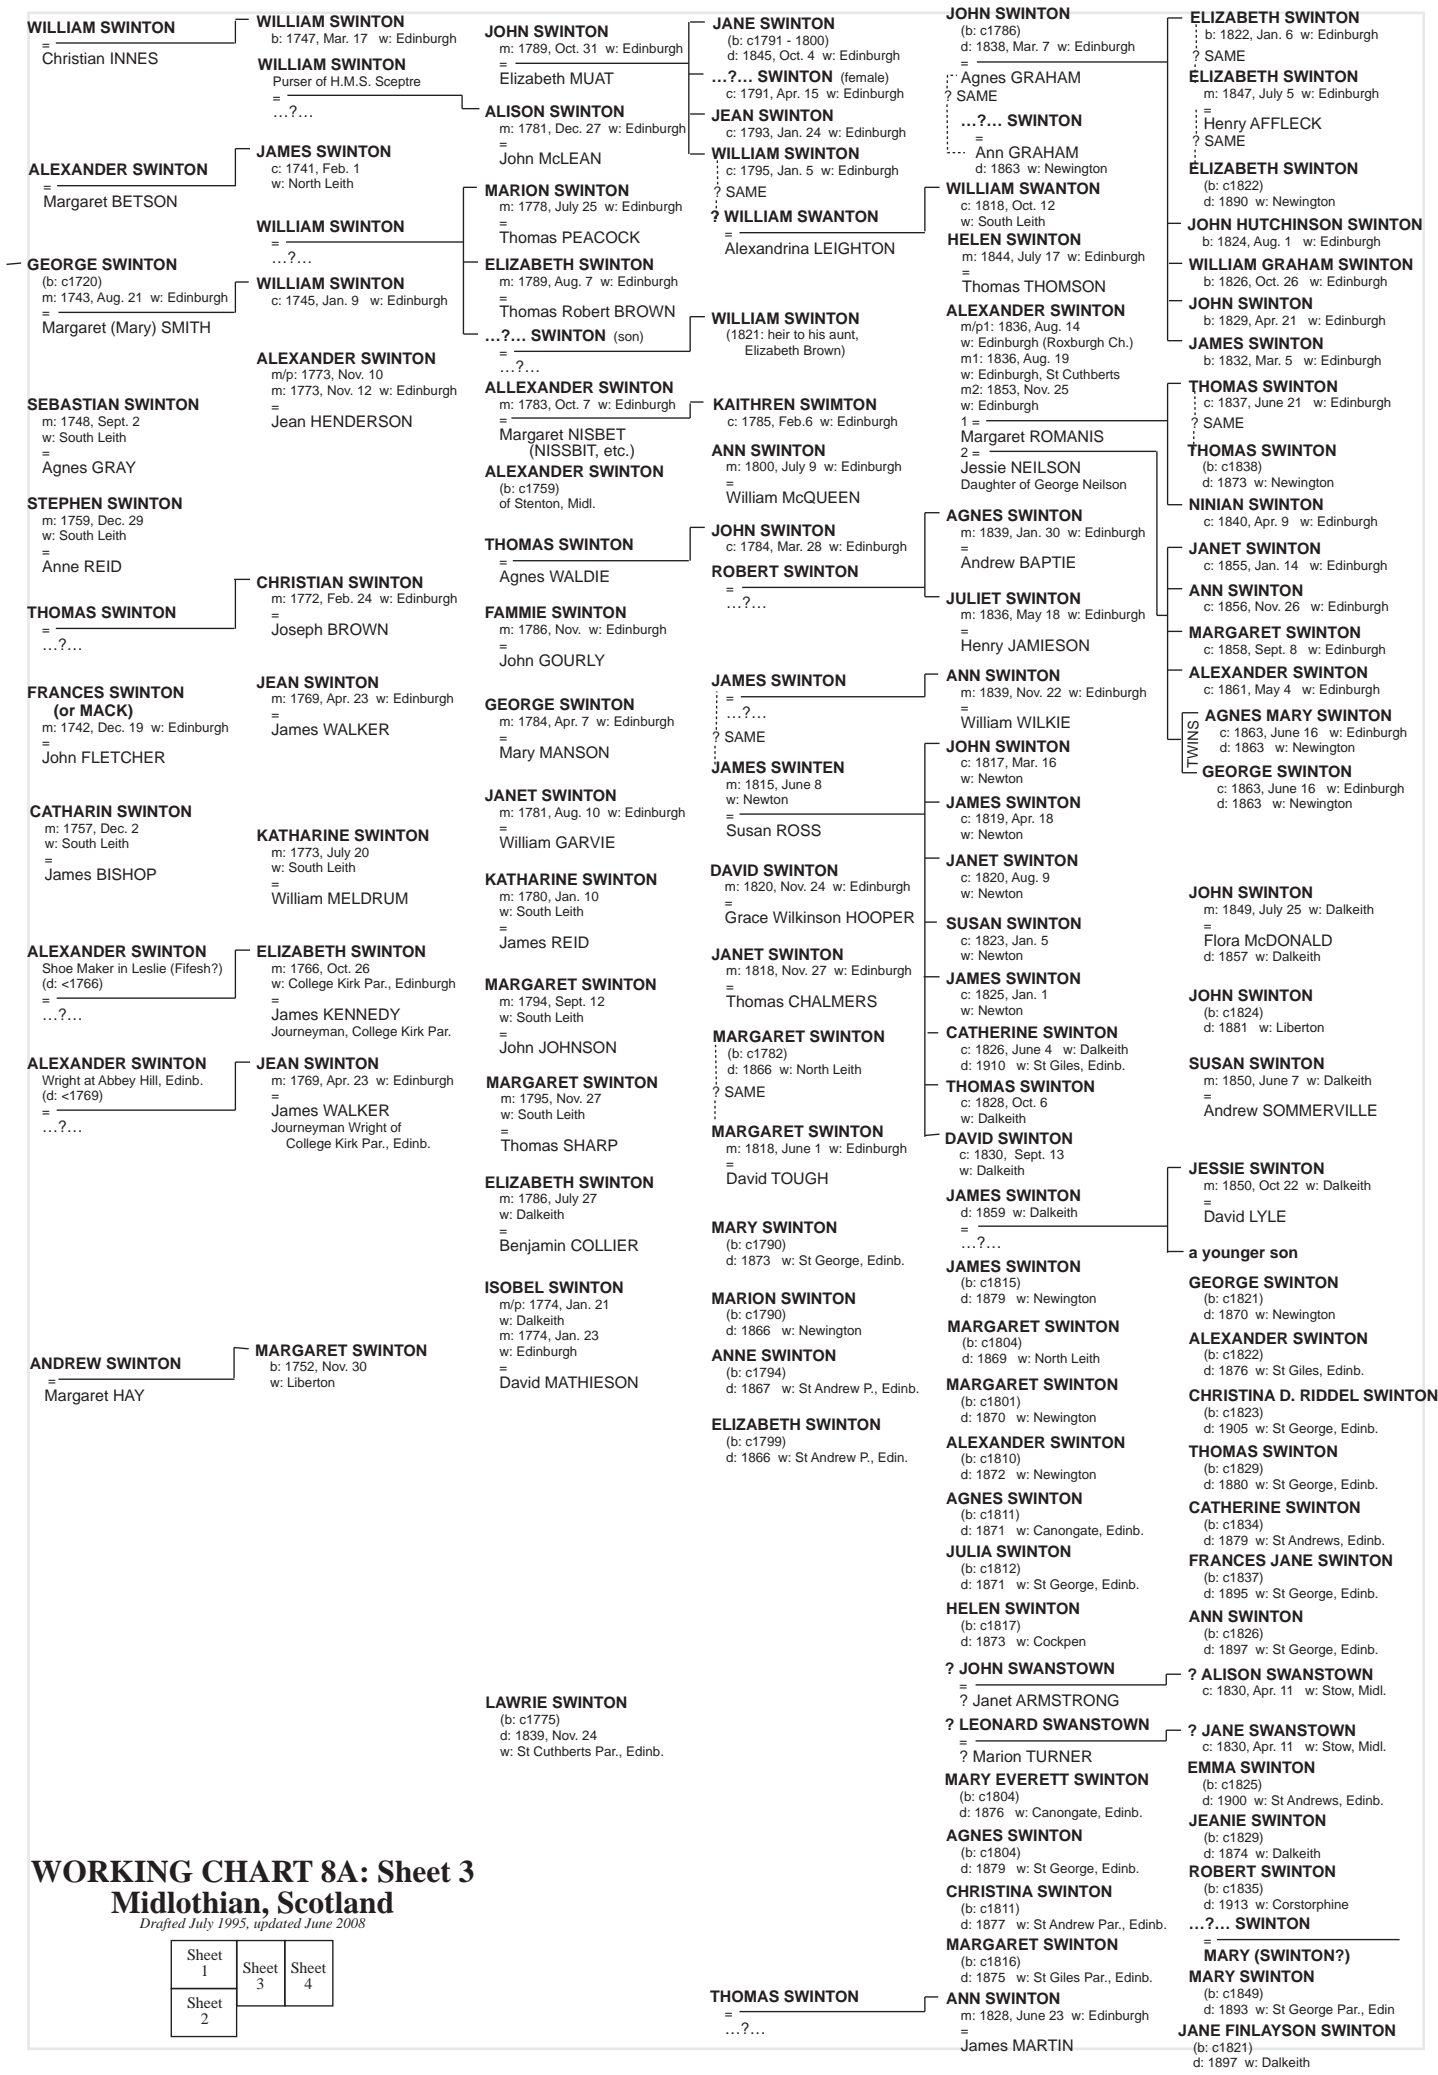 WILLIAM SWINTON
=
Christian INNES
ALEXANDER SWINTON
=
Margaret BETSON
GEORGE SWINTON
(b: c1720)
m: 1743, Aug. 21 w: Edinburgh
=
Margaret (Mary) SMITH
SEBASTIAN SWINTON
m: 1748, Sept. 2
w: South Leith
=
Agnes GRAY
STEPHEN SWINTON
m: 1759, Dec. 29
w: South Leith
=
Anne REID
THOMAS SWINTON
=
...?...
FRANCES SWINTON
(or MACK)
m: 1742, Dec. 19 w: Edinburgh
=
John FLETCHER
CATHARIN SWINTON
m: 1757, Dec. 2
w: South Leith
=
James BISHOP
ALEXANDER SWINTON
Shoe Maker in Leslie (Fifesh?)
(d: <1766)
=
...?...
ALEXANDER SWINTON
Wright at Abbey Hill, Edinb.
(d: <1769)
=
...?...
ANDREW SWINTON
=
Margaret HAY
WILLIAM SWINTON
b: 1747, Mar. 17 w: Edinburgh
WILLIAM SWINTON
Purser of H.M.S. Sceptre
=
...?...
JAMES SWINTON
c: 1741, Feb. 1
w: North Leith
WILLIAM SWINTON
=
...?...
WILLIAM SWINTON
c: 1745, Jan. 9 w: Edinburgh
ALEXANDER SWINTON
m/p: 1773, Nov. 10
m: 1773, Nov. 12 w: Edinburgh
=
Jean HENDERSON
CHRISTIAN SWINTON
m: 1772, Feb. 24 w: Edinburgh
=
Joseph BROWN
JEAN SWINTON
m: 1769, Apr. 23 w: Edinburgh
=
James WALKER
KATHARINE SWINTON
m: 1773, July 20
w: South Leith
=
William MELDRUM
ELIZABETH SWINTON
m: 1766, Oct. 26
w: College Kirk Par., Edinburgh
=
James KENNEDY
Journeyman, College Kirk Par.
JEAN SWINTON
m: 1769, Apr. 23 w: Edinburgh
=
James WALKER
Journeyman Wright of
College Kirk Par., Edinb.
MARGARET SWINTON
b: 1752, Nov. 30
w: Liberton
JOHN SWINTON
m: 1789, Oct. 31 w: Edinburgh
=
Elizabeth MUAT
ALISON SWINTON
m: 1781, Dec. 27 w: Edinburgh
=
John McLEAN
MARION SWINTON
m: 1778, July 25 w: Edinburgh
=
Thomas PEACOCK
ELIZABETH SWINTON
m: 1789, Aug. 7 w: Edinburgh
=
Thomas Robert BROWN
...?... SWINTON (son)
=
...?...
ALLEXANDER SWINTON
m: 1783, Oct. 7 w: Edinburgh
=
Margaret NISBET
(NISSBIT, etc.)
ALEXANDER SWINTON
(b: c1759)
of Stenton, Midl.
THOMAS SWINTON
=
Agnes WALDIE
FAMMIE SWINTON
m: 1786, Nov. w: Edinburgh
=
John GOURLY
GEORGE SWINTON
m: 1784, Apr. 7 w: Edinburgh
=
Mary MANSON
JANET SWINTON
m: 1781, Aug. 10 w: Edinburgh
=
William GARVIE
KATHARINE SWINTON
m: 1780, Jan. 10
w: South Leith
=
James REID
MARGARET SWINTON
m: 1794, Sept. 12
w: South Leith
=
John JOHNSON
MARGARET SWINTON
m: 1795, Nov. 27
w: South Leith
=
Thomas SHARP
ELIZABETH SWINTON
m: 1786, July 27
w: Dalkeith
=
Benjamin COLLIER
ISOBEL SWINTON
m/p: 1774, Jan. 21
w: Dalkeith
m: 1774, Jan. 23
w: Edinburgh
=
David MATHIESON
LAWRIE SWINTON
(b: c1775)
d: 1839, Nov. 24
w: St Cuthberts Par., Edinb.
JANE SWINTON
(b: c1791 - 1800)
d: 1845, Oct. 4 w: Edinburgh
...?... SWINTON (female)
c: 1791, Apr. 15 w: Edinburgh
JEAN SWINTON
c: 1793, Jan. 24 w: Edinburgh
WILLIAM SWINTON
c: 1795, Jan. 5 w: Edinburgh
? SAME
? WILLIAM SWANTON
=
Alexandrina LEIGHTON
WILLIAM SWINTON
(1821: heir to his aunt,
Elizabeth Brown)
KAITHREN SWIMTON
c: 1785, Feb.6 w: Edinburgh
ANN SWINTON
m: 1800, July 9 w: Edinburgh
=
William McQUEEN
JOHN SWINTON
c: 1784, Mar. 28 w: Edinburgh
ROBERT SWINTON
=
...?...
JAMES SWINTON
=
...?...
? SAME
JAMES SWINTEN
m: 1815, June 8
w: Newton
=
Susan ROSS
DAVID SWINTON
m: 1820, Nov. 24 w: Edinburgh
=
Grace Wilkinson HOOPER
JANET SWINTON
m: 1818, Nov. 27 w: Edinburgh
=
Thomas CHALMERS
MARGARET SWINTON
(b: c1782)
d: 1866 w: North Leith
? SAME
MARGARET SWINTON
m: 1818, June 1 w: Edinburgh
=
David TOUGH
MARY SWINTON
(b: c1790)
d: 1873 w: St George, Edinb.
MARION SWINTON
(b: c1790)
d: 1866 w: Newington
ANNE SWINTON
(b: c1794)
d: 1867 w: St Andrew P., Edinb.
ELIZABETH SWINTON
(b: c1799)
d: 1866 w: St Andrew P., Edin.
THOMAS SWINTON
=
...?...
JOHN SWINTON
(b: c1786)
d: 1838, Mar. 7 w: Edinburgh
=
Agnes GRAHAM
? SAME
...?... SWINTON
=
Ann GRAHAM
d: 1863 w: Newington
WILLIAM SWANTON
c: 1818, Oct. 12
w: South Leith
HELEN SWINTON
m: 1844, July 17 w: Edinburgh
=
Thomas THOMSON
ALEXANDER SWINTON
m/p1: 1836, Aug. 14
w: Edinburgh (Roxburgh Ch.)
m1: 1836, Aug. 19
w: Edinburgh, St Cuthberts
m2: 1853, Nov. 25
w: Edinburgh
1 =
Margaret ROMANIS
2 =
Jessie NEILSON
Daughter of George Neilson
AGNES SWINTON
m: 1839, Jan. 30 w: Edinburgh
=
Andrew BAPTIE
JULIET SWINTON
m: 1836, May 18 w: Edinburgh
=
Henry JAMIESON
ANN SWINTON
m: 1839, Nov. 22 w: Edinburgh
=
William WILKIE
JOHN SWINTON
c: 1817, Mar. 16
w: Newton
JAMES SWINTON
c: 1819, Apr. 18
w: Newton
JANET SWINTON
c: 1820, Aug. 9
w: Newton
SUSAN SWINTON
c: 1823, Jan. 5
w: Newton
JAMES SWINTON
c: 1825, Jan. 1
w: Newton
CATHERINE SWINTON
c: 1826, June 4 w: Dalkeith
d: 1910 w: St Giles, Edinb.
THOMAS SWINTON
c: 1828, Oct. 6
w: Dalkeith
DAVID SWINTON
c: 1830, Sept. 13
w: Dalkeith
JAMES SWINTON
d: 1859 w: Dalkeith
=
...?...
JAMES SWINTON
(b: c1815)
d: 1879 w: Newington
MARGARET SWINTON
(b: c1804)
d: 1869 w: North Leith
MARGARET SWINTON
(b: c1801)
d: 1870 w: Newington
ALEXANDER SWINTON
(b: c1810)
d: 1872 w: Newington
AGNES SWINTON
(b: c1811)
d: 1871 w: Canongate, Edinb.
JULIA SWINTON
(b: c1812)
d: 1871 w: St George, Edinb.
HELEN SWINTON
(b: c1817)
d: 1873 w: Cockpen
? JOHN SWANSTOWN
=
? Janet ARMSTRONG
? LEONARD SWANSTOWN
=
? Marion TURNER
MARY EVERETT SWINTON
(b: c1804)
d: 1876 w: Canongate, Edinb.
AGNES SWINTON
(b: c1804)
d: 1879 w: St George, Edinb.
CHRISTINA SWINTON
(b: c1811)
d: 1877 w: St Andrew Par., Edinb.
MARGARET SWINTON
(b: c1816)
d: 1875 w: St Giles Par., Edinb.
ANN SWINTON
m: 1828, June 23 w: Edinburgh
=
James MARTIN
ELIZABETH SWINTON
b: 1822, Jan. 6 w: Edinburgh
? SAME
ELIZABETH SWINTON
m: 1847, July 5 w: Edinburgh
=
Henry AFFLECK
? SAME
ELIZABETH SWINTON
(b: c1822)
d: 1890 w: Newington
JOHN HUTCHINSON SWINTON
b: 1824, Aug. 1 w: Edinburgh
WILLIAM GRAHAM SWINTON
b: 1826, Oct. 26 w: Edinburgh
JOHN SWINTON
b: 1829, Apr. 21 w: Edinburgh
JAMES SWINTON
b: 1832, Mar. 5 w: Edinburgh
THOMAS SWINTON
c: 1837, June 21 w: Edinburgh
? SAME
THOMAS SWINTON
(b: c1838)
d: 1873 w: Newington
NINIAN SWINTON
c: 1840, Apr. 9 w: Edinburgh
JANET SWINTON
c: 1855, Jan. 14 w: Edinburgh
ANN SWINTON
c: 1856, Nov. 26 w: Edinburgh
MARGARET SWINTON
c: 1858, Sept. 8 w: Edinburgh
ALEXANDER SWINTON
c: 1861, May 4 w: Edinburgh
TWINS
AGNES MARY SWINTON
c: 1863, June 16 w: Edinburgh
d: 1863 w: Newington
GEORGE SWINTON
c: 1863, June 16 w: Edinburgh
d: 1863 w: Newington
JOHN SWINTON
m: 1849, July 25 w: Dalkeith
=
Flora McDONALD
d: 1857 w: Dalkeith
JOHN SWINTON
(b: c1824)
d: 1881 w: Liberton
SUSAN SWINTON
m: 1850, June 7 w: Dalkeith
=
Andrew SOMMERVILLE
JESSIE SWINTON
m: 1850, Oct 22 w: Dalkeith
=
David LYLE
a younger son
GEORGE SWINTON
(b: c1821)
d: 1870 w: Newington
ALEXANDER SWINTON
(b: c1822)
d: 1876 w: St Giles, Edinb.
CHRISTINA D. RIDDEL SWINTON
(b: c1823)
d: 1905 w: St George, Edinb.
THOMAS SWINTON
(b: c1829)
d: 1880 w: St George, Edinb.
CATHERINE SWINTON
(b: c1834)
d: 1879 w: St Andrews, Edinb.
FRANCES JANE SWINTON
(b: c1837)
d: 1895 w: St George, Edinb.
ANN SWINTON
(b: c1826)
d: 1897 w: St George, Edinb.
? ALISON SWANSTOWN
c: 1830, Apr. 11 w: Stow, Midl.
? JANE SWANSTOWN
c: 1830, Apr. 11 w: Stow, Midl.
EMMA SWINTON
(b: c1825)
d: 1900 w: St Andrews, Edinb.
JEANIE SWINTON
(b: c1829)
d: 1874 w: Dalkeith
ROBERT SWINTON
(b: c1835)
d: 1913 w: Corstorphine
...?... SWINTON
=
MARY (SWINTON?)
MARY SWINTON
(b: c1849)
d: 1893 w: St George Par., Edin
JANE FINLAYSON SWINTON
(b: c1821)
d: 1897 w: Dalkeith
WORKING CHART 8A: Sheet 3
Midlothian, Scotland
Drafted July 1995, updated June 2008
Sheet
1
Sheet
2
Sheet
3
Sheet
4